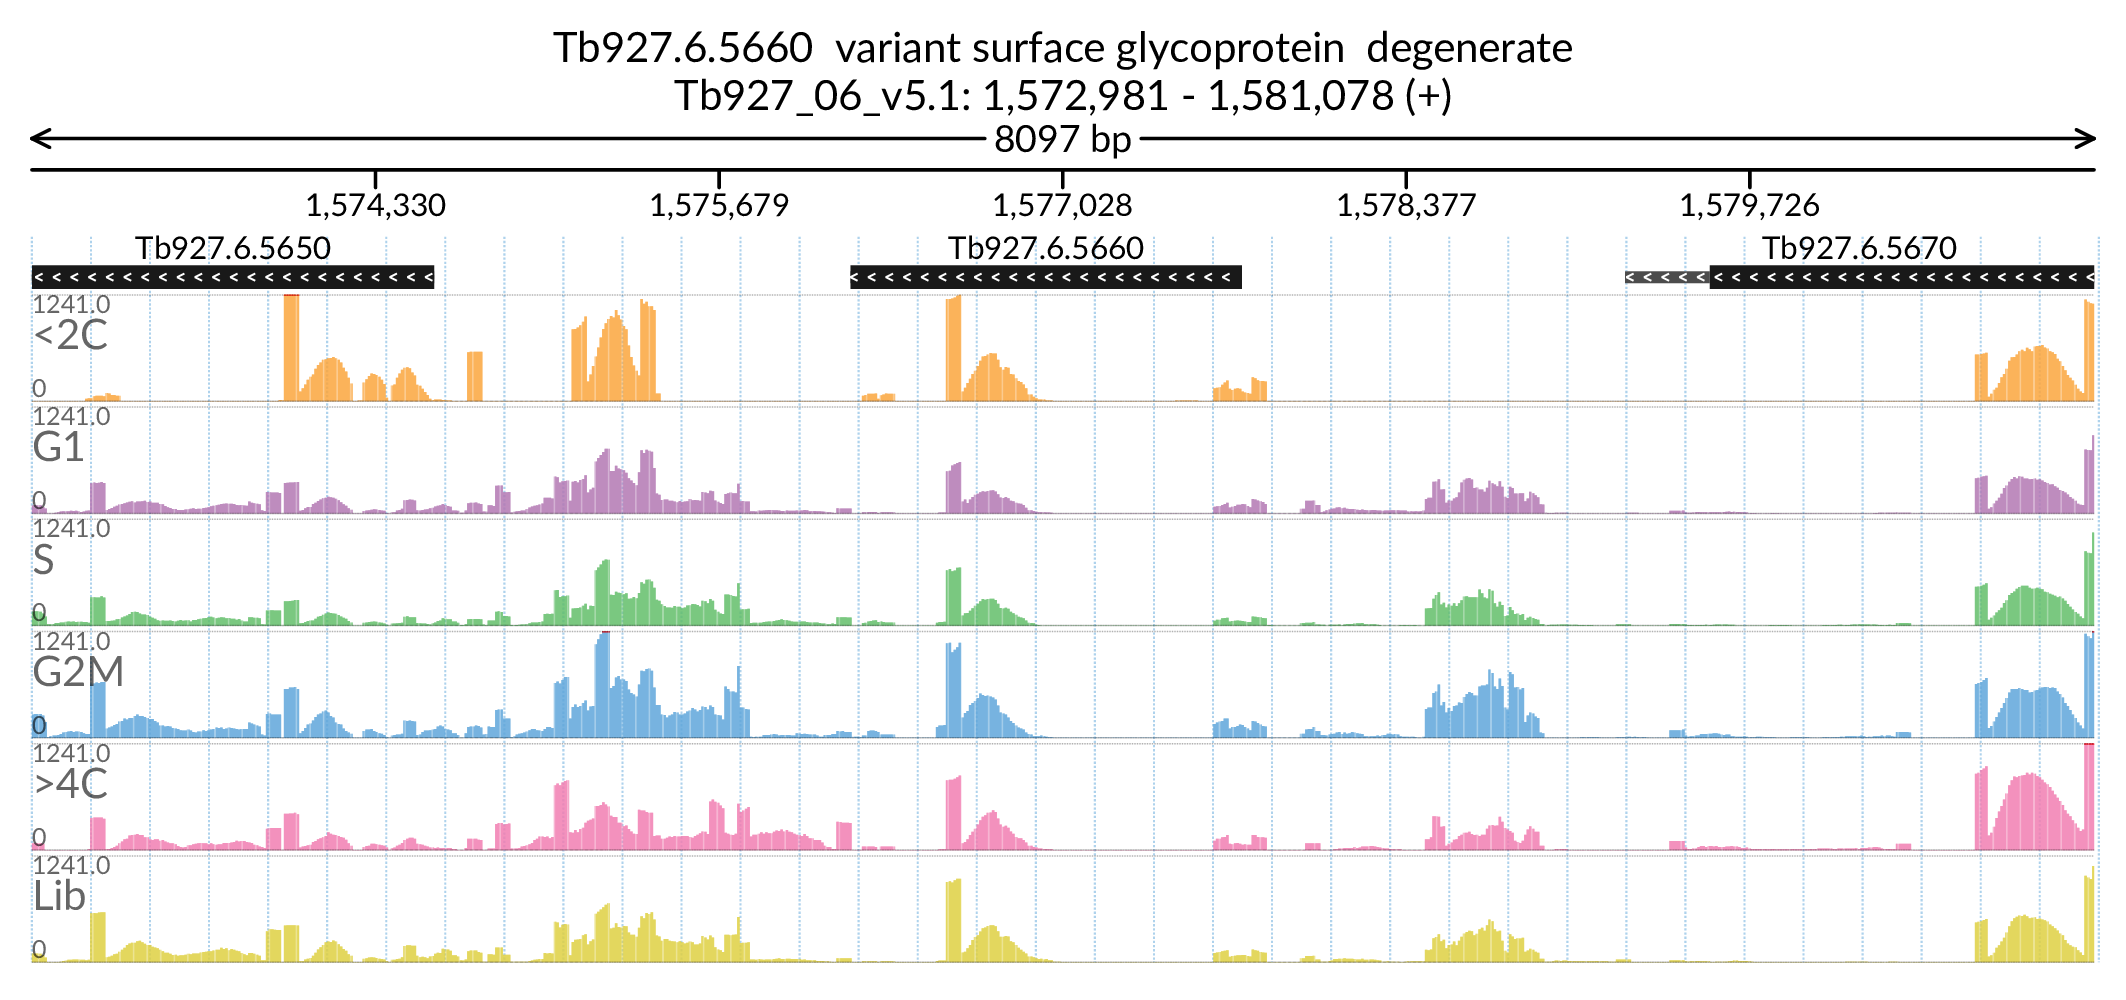 Tb927.6.5660 variant surface glycoprotein degenerate
Tb927_06_v5.1: 1,572,981 - 1,581,078 (+)
8097 bp
1,574,330 1,575,679 1,577,028 1,578,377 1,579,726
Tb927.6.5650 Tb927.6.5660 Tb927.6.5670
1241.0
<2C
0
1241.0
G1
0
1241.0
S
0
1241.0
G2M
0
1241.0
>4C
0
1241.0
Lib
0